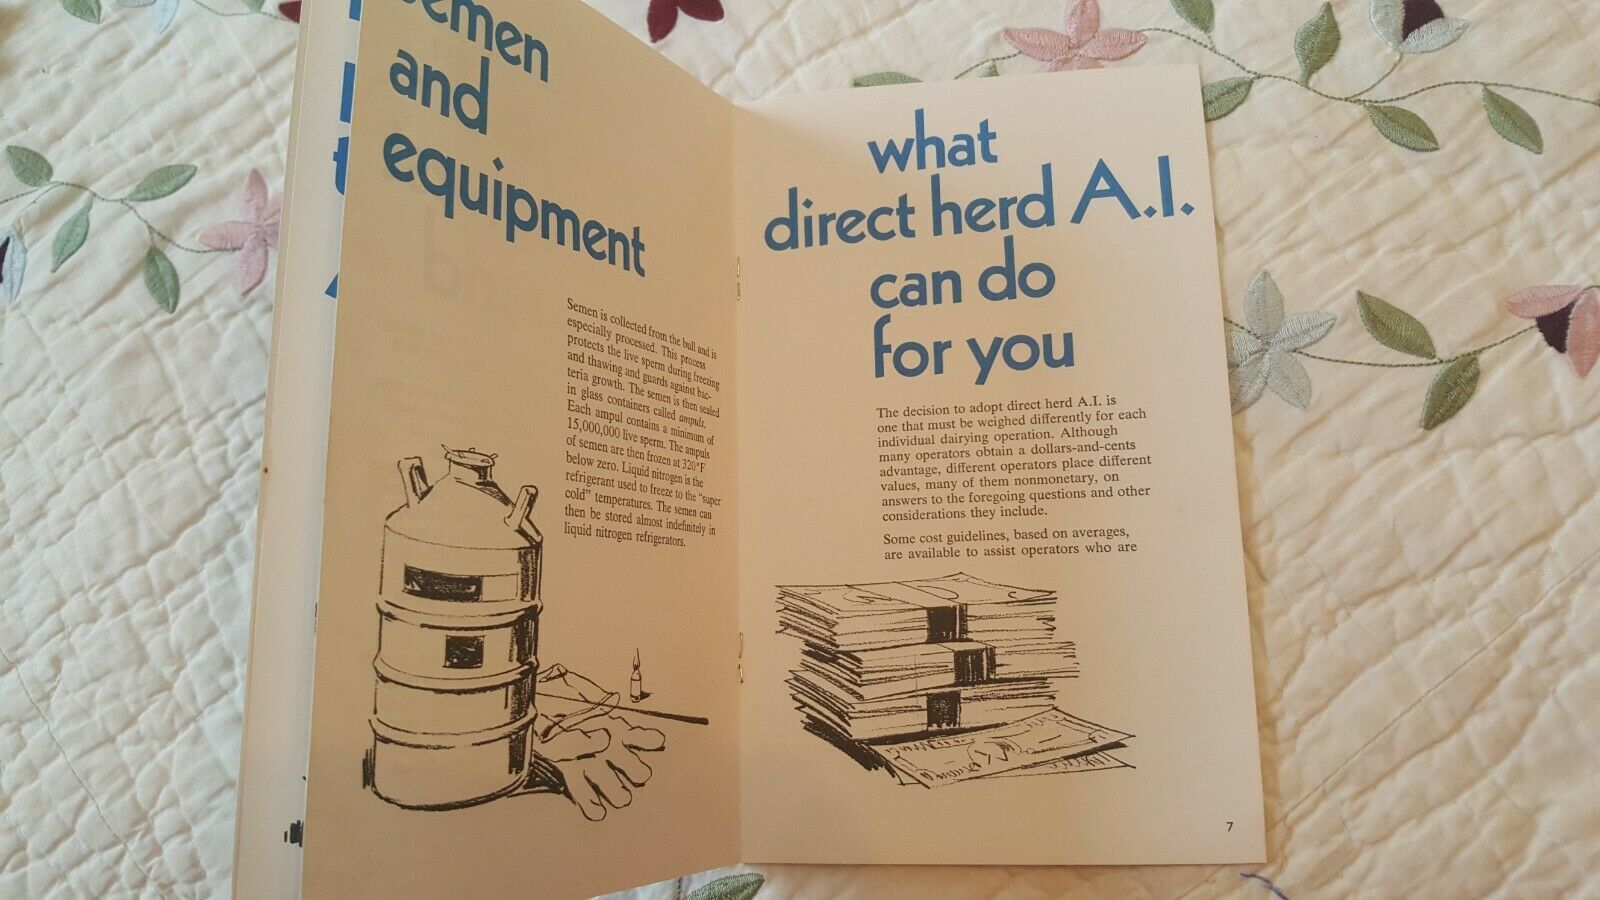 semen
and
equipment
Semen is collected from the bull and is
especially processed. This process
protects the live sperm during freezing
and thawing and guards against bac-
teria growth. The semen is then sealed
in glass containers called ampuls.
Each ampul contains a minimum of
15,000,000 live sperm. The ampuls
of semen are then frozen at 320°F
below zero. Liquid nitrogen is the
refrigerant used to freeze to the "super
cold" temperatures. The semen can
then be stored almost indefinitely in
liquid nitrogen refrigerators.
what
direct herd A.I.
can do
for you
The decision to adopt direct herd A.I. is
one that must be weighed differently for each
individual dairying operation. Although
many operators obtain a dollars-and-cents
advantage, different operators place different
values, many of them nonmonetary, on
answers to the foregoing questions and other
considerations they include.
Some cost guidelines, based on averages,
are available to assist operators who are
7